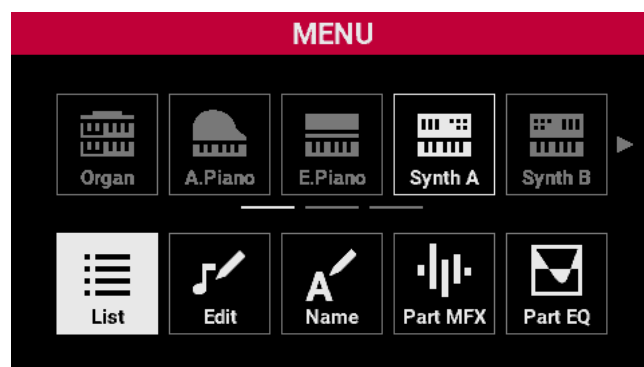 MENU
Organ A.Piano E.Piano Synth A Synth B
List Edit Name Part MFX Part EQ